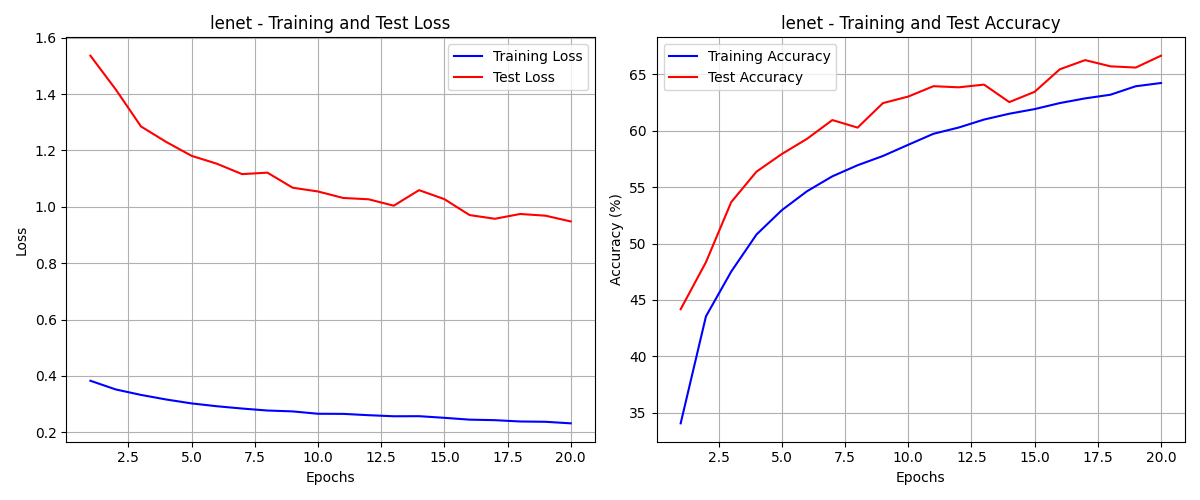 lenet - Training and Test Loss
Training Loss
Test Loss
1.6
1.4
1.2
1.0
0.8
0.6
0.4
0.2
Loss
2.5 5.0 7.5 10.0 12.5 15.0 17.5 20.0
Epochs
lenet - Training and Test Accuracy
Training Accuracy
Test Accuracy
65
60
55
50
45
40
35
Accuracy (%)
2.5 5.0 7.5 10.0 12.5 15.0 17.5 20.0
Epochs